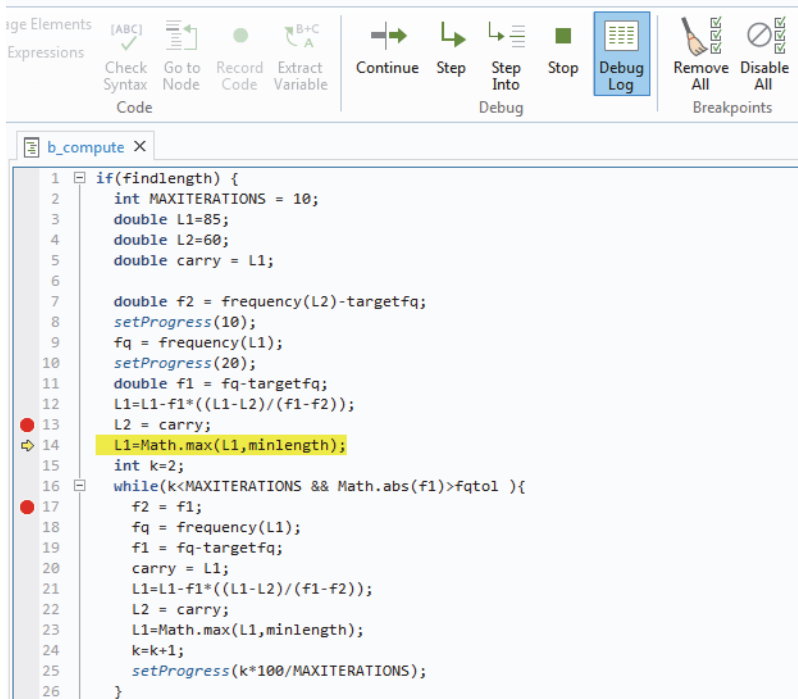 age Elements
Expressions
[ABC]
Check Syntax
Go to Node
Record Code
B+C
A
Extract Variable
Code
Continue
Step
Step Into
Stop
Debug Log
Debug
Remove All
Disable All
Breakpoints
b_compute
1 if(findlength) {
2 int MAXITERATIONS = 10;
3 double L1=85;
4 double L2=60;
5 double carry = L1;
6
7 double f2 = frequency(L2)-targetfq;
8 setProgress(10);
9 fq = frequency(L1);
10 setProgress(20);
11 double f1 = fq-targetfq;
12 L1=L1-f1*((L1-L2)/(f1-f2));
13 L2 = carry;
14 L1=Math.max(L1,minlength);
15 int k=2;
16 while(k<MAXITERATIONS && Math.abs(f1)>fqtol ){
17 f2 = f1;
18 fq = frequency(L1);
19 f1 = fq-targetfq;
20 carry = L1;
21 L1=L1-f1*((L1-L2)/(f1-f2));
22 L2 = carry;
23 L1=Math.max(L1,minlength);
24 k=k+1;
25 setProgress(k*100/MAXITERATIONS);
26 }